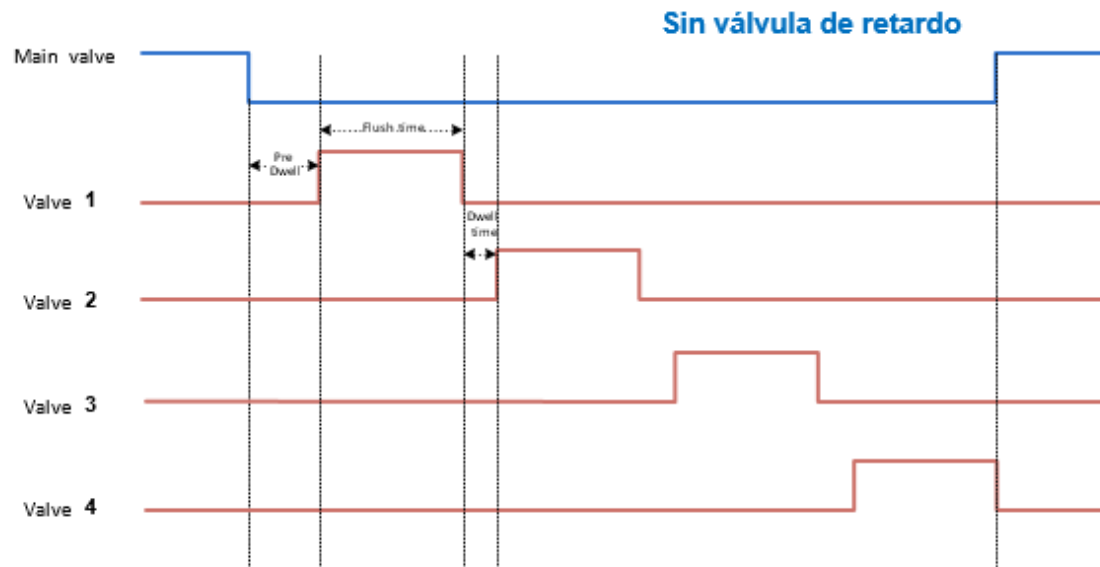 Sin válvula de retardo
Main valve
Flush time
Pre
Dwell
Valve 1
Dwell
time
Valve 2
Valve 3
Valve 4